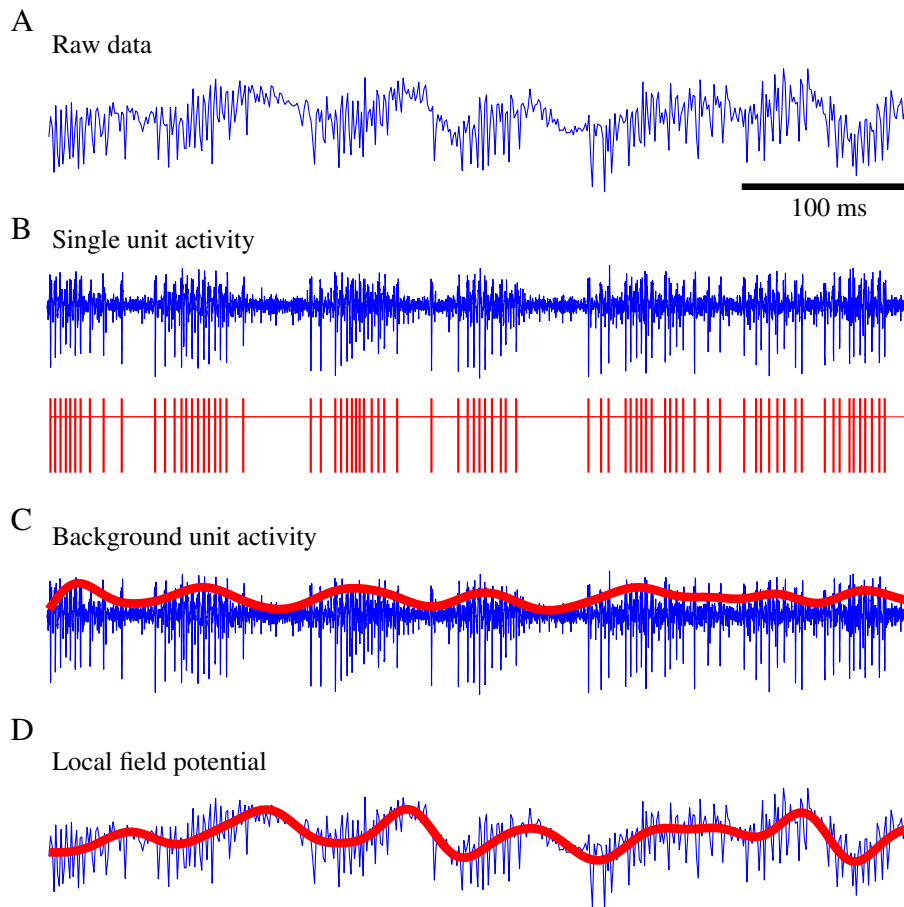 A
Raw data
100 ms
B
Single unit activity
C
Background unit activity
D
Local field potential